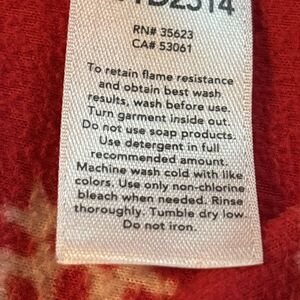 RN# 35623
CA# 53061
To retain flame resistance
and obtain best wash
results, wash before use.
Turn garment inside out.
Do not use soap products.
Use detergent in full
recommended amount.
Machine wash cold with like
colors. Use only non-chlorine
bleach when needed. Rinse
thoroughly. Tumble dry low.
Do not iron.